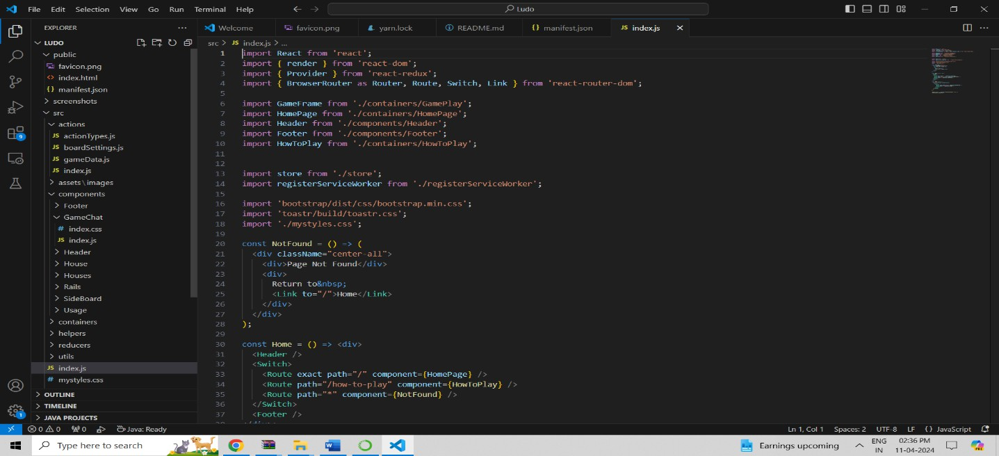 File Edit Selection View Go Run Terminal Help
Ludo
EXPLORER
LUDO
public
favicon.png
index.html
manifest.json
screenshots
src
actions
actionTypes.js
boardSettings.js
gameData.js
index.js
assets\images
components
Footer
GameChat
index.css
index.js
Header
House
Houses
Rails
SideBoard
Usage
containers
helpers
reducers
utils
index.js
mystyles.css
OUTLINE
TIMELINE
JAVA PROJECTS
Welcome favicon.png yarn.lock README.md manifest.json JS index.js
src > JS index.js > ...
1 import React from 'react';
2 import { render } from 'react-dom';
3 import { Provider } from 'react-redux';
4 import { BrowserRouter as Router, Route, Switch, Link } from 'react-router-dom';
5
6 import GameFrame from './containers/GamePlay';
7 import HomePage from './containers/HomePage';
8 import Header from './components/Header';
9 import Footer from './components/Footer';
10 import HowToPlay from './containers/HowToPlay';
11
12
13 import store from './store';
14 import registerServiceWorker from './registerServiceWorker';
15
16 import 'bootstrap/dist/css/bootstrap.min.css';
17 import 'toastr/build/toastr.css';
18 import './mystyles.css';
19
20 const NotFound = () => (
21 <div className="center-all">
22 <div>Page Not Found</div>
23 <div>
24 Return to&nbsp;
25 <Link to="/">Home</Link>
26 </div>
27 </div>
28 );
29
30 const Home = () => <div>
31 <Header />
32 <Switch>
33 <Route exact path="/" component={HomePage} />
34 <Route path="/how-to-play" component={HowToPlay} />
35 <Route path="*" component={NotFound} />
36 </Switch>
37 <Footer />
0 0 0 Java: Ready Ln 1, Col 1 Spaces: 2 UTF-8 LF {} JavaScript
Type here to search
Earnings upcoming
ENG
IN
02:36 PM
11-04-2024